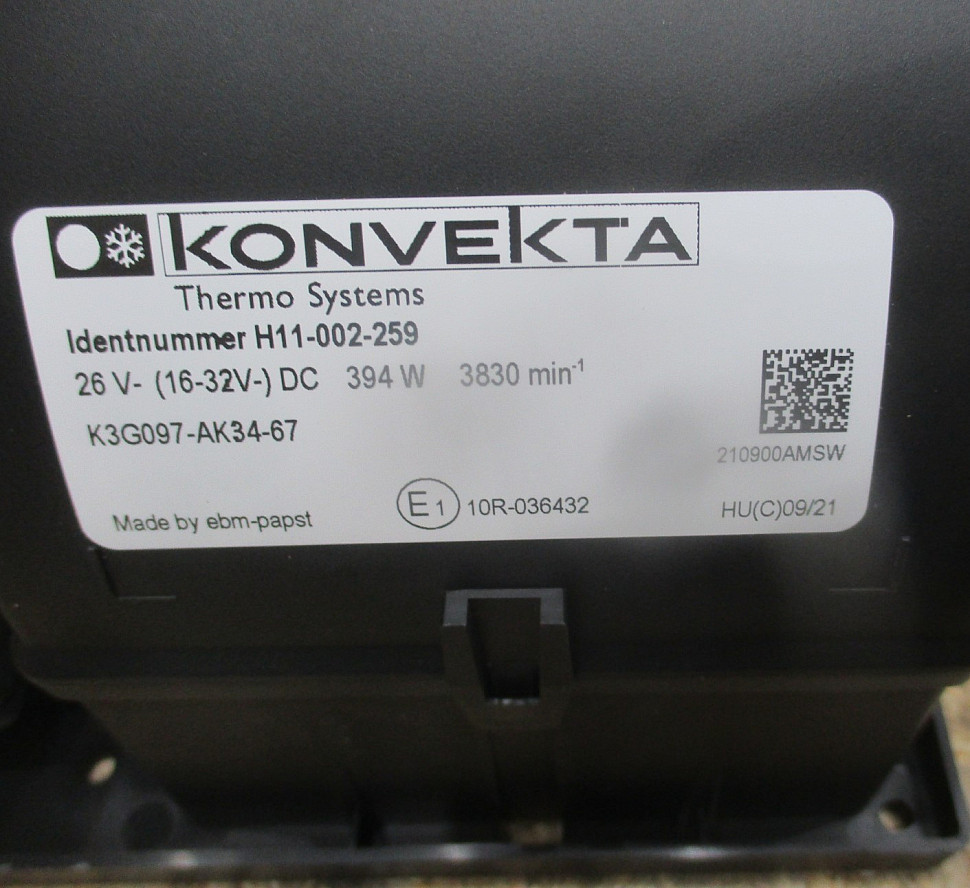 KONVEKTA
Thermo Systems
Identnummer H11-002-259
26 V- (16-32V-) DC 394 W 3830 min⁻¹
K3G097-AK34-67
210900AMSW
Made by ebm-papst E1 10R-036432 HU(C)09/21